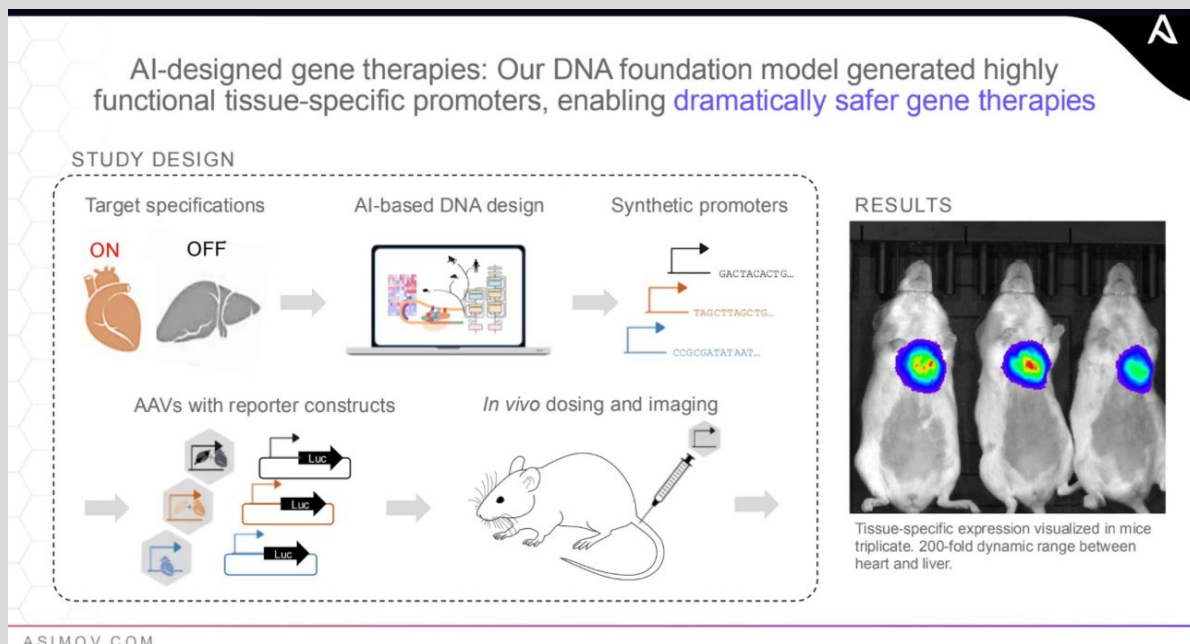 AI-designed gene therapies: Our DNA foundation model generated highly
functional tissue-specific promoters, enabling dramatically safer gene therapies
STUDY DESIGN
Target specifications
ON
OFF
AI-based DNA design
Synthetic promoters
GACTACACTG...
TAGCTTAGCTG...
CCGCGATATAAT...
AAVs with reporter constructs
Luc
Luc
Luc
In vivo dosing and imaging
RESULTS
Tissue-specific expression visualized in mice
triplicate. 200-fold dynamic range between
heart and liver.
ASIMOV.COM